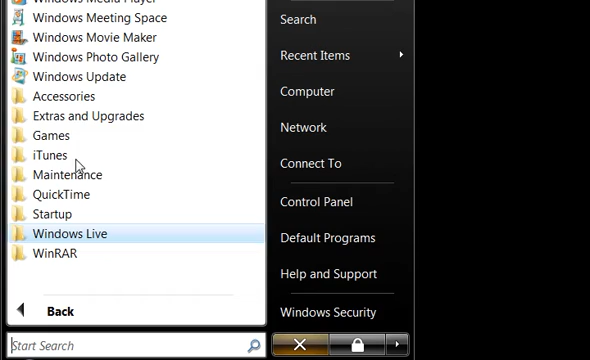 Windows Media Player
Windows Meeting Space
Windows Movie Maker
Windows Photo Gallery
Windows Update
Accessories
Extras and Upgrades
Games
iTunes
Maintenance
QuickTime
Startup
Windows Live
WinRAR
Back
Start Search
Search
Recent Items
Computer
Network
Connect To
Control Panel
Default Programs
Help and Support
Windows Security